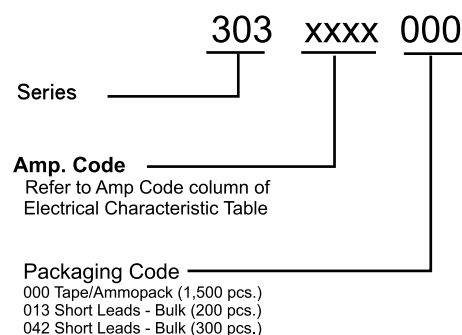 303 xxxx 000
Series
Amp. Code
Refer to Amp Code column of
Electrical Characteristic Table
Packaging Code
000 Tape/Ammopack (1,500 pcs.)
013 Short Leads - Bulk (200 pcs.)
042 Short Leads - Bulk (300 pcs.)